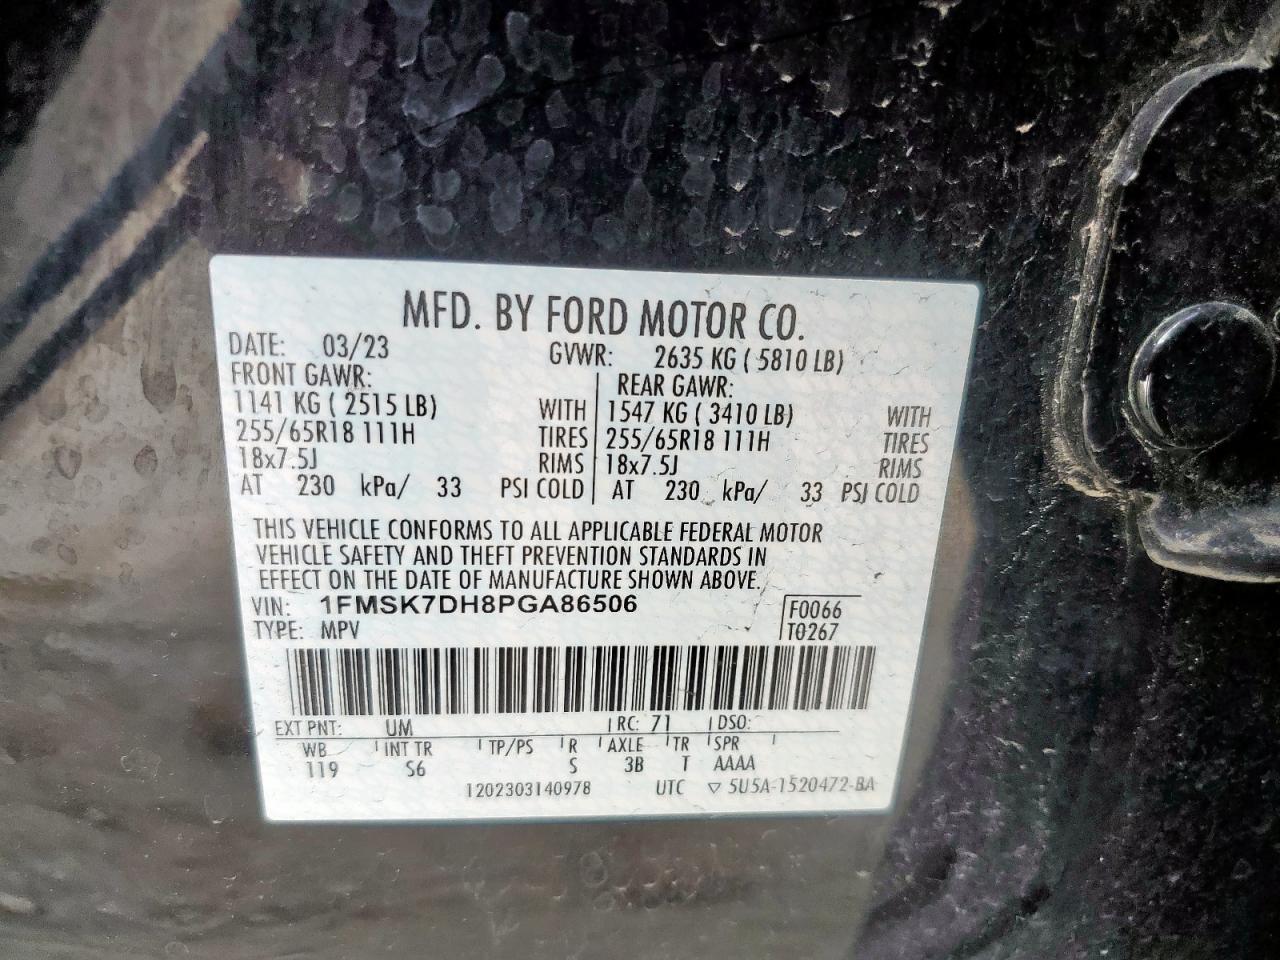 MFD. BY FORD MOTOR CO.
DATE: 03/23 GVWR: 2635 KG ( 5810 LB)
FRONT GAWR: REAR GAWR:
1141 KG ( 2515 LB) WITH 1547 KG ( 3410 LB) WITH
255/65R18 111H TIRES 255/65R18 111H TIRES
18x7.5J RIMS 18x7.5J RIMS
AT 230 kPa/ 33 PSI COLD AT 230 kPa/ 33 PSI COLD
THIS VEHICLE CONFORMS TO ALL APPLICABLE FEDERAL MOTOR
VEHICLE SAFETY AND THEFT PREVENTION STANDARDS IN
EFFECT ON THE DATE OF MANUFACTURE SHOWN ABOVE.
VIN: 1FMSK7DH8PGA86506 F0066
TYPE: MPV T0267
EXT PNT: UM RC: 71 DSO:
WB INT TR TP/PS R AXLE TR SPR
119 S6 S 3B T AAAA
1202303140978 UTC ▽ 5U5A-1520472-BA